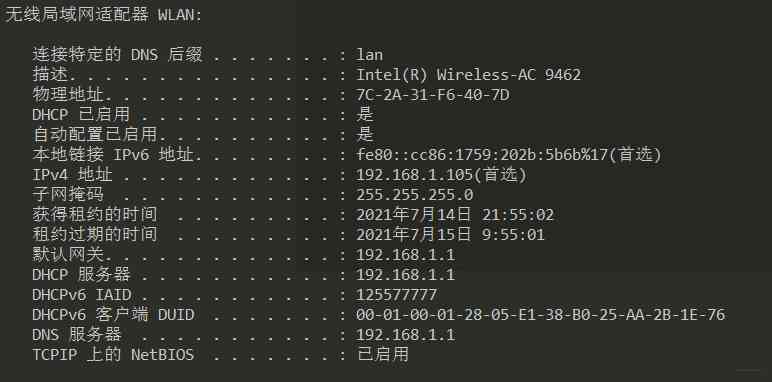 无线局域网适配器 WLAN:
连接特定的 DNS 后缀 . . . . . . . : lan
描述. . . . . . . . . . . . . . . : Intel(R) Wireless-AC 9462
物理地址. . . . . . . . . . . . . : 7C-2A-31-F6-40-7D
DHCP 已启用 . . . . . . . . . . . : 是
自动配置已启用. . . . . . . . . . : 是
本地链接 IPv6 地址. . . . . . . . : fe80::cc86:1759:202b:5b6b%17(首选)
IPv4 地址 . . . . . . . . . . . . : 192.168.1.105(首选)
子网掩码  . . . . . . . . . . . . : 255.255.255.0
获得租约的时间  . . . . . . . . . : 2021年7月14日 21:55:02
租约过期的时间  . . . . . . . . . : 2021年7月15日 9:55:01
默认网关. . . . . . . . . . . . . : 192.168.1.1
DHCP 服务器 . . . . . . . . . . . : 192.168.1.1
DHCPv6 IAID . . . . . . . . . . . : 125577777
DHCPv6 客户端 DUID  . . . . . . . : 00-01-00-01-28-05-E1-38-B0-25-AA-2B-1E-76
DNS 服务器  . . . . . . . . . . . : 192.168.1.1
TCPIP 上的 NetBIOS  . . . . . . . : 已启用